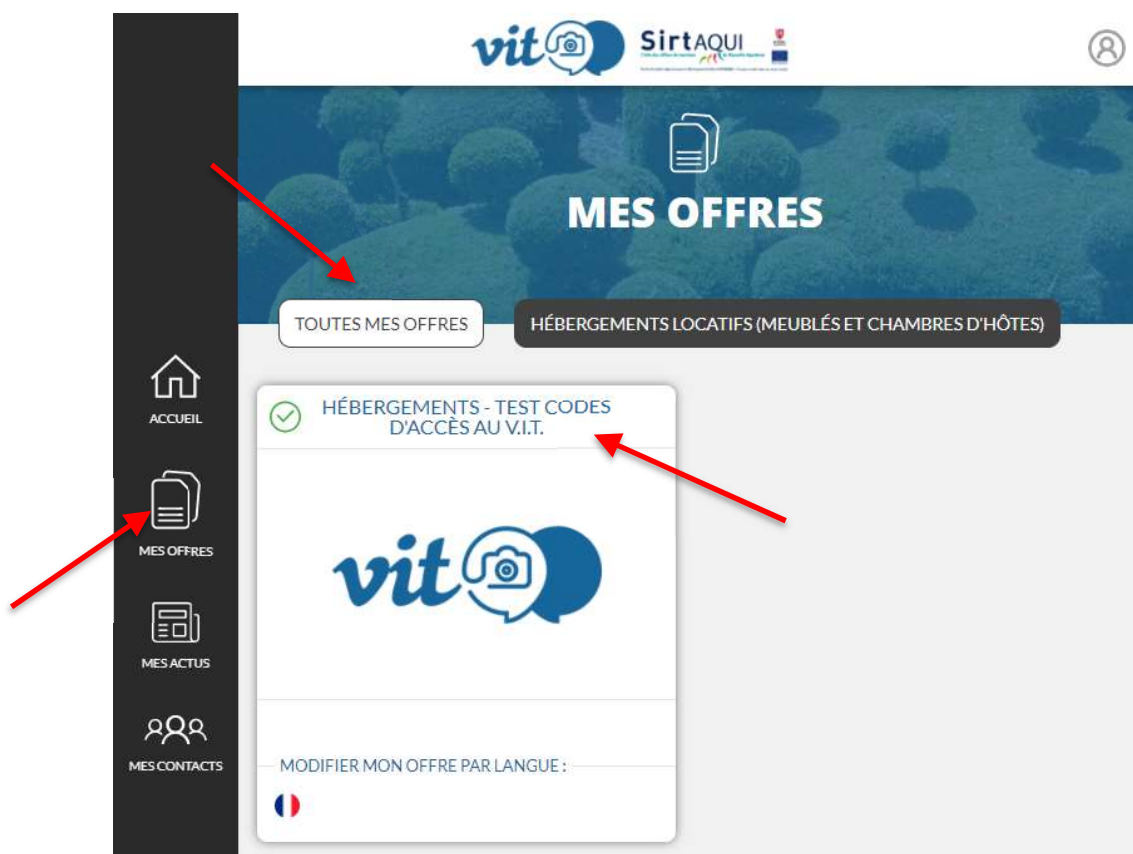 vit
SirtAQUI
MES OFFRES
TOUTES MES OFFRES
HÉBERGEMENTS LOCATIFS (MEUBLÉS ET CHAMBRES D'HÔTES)
ACCUEIL
MES OFFRES
MES ACTUS
MES CONTACTS
HÉBERGEMENTS - TEST CODES
D'ACCÈS AU V.I.T.
vit
MODIFIER MON OFFRE PAR LANGUE :